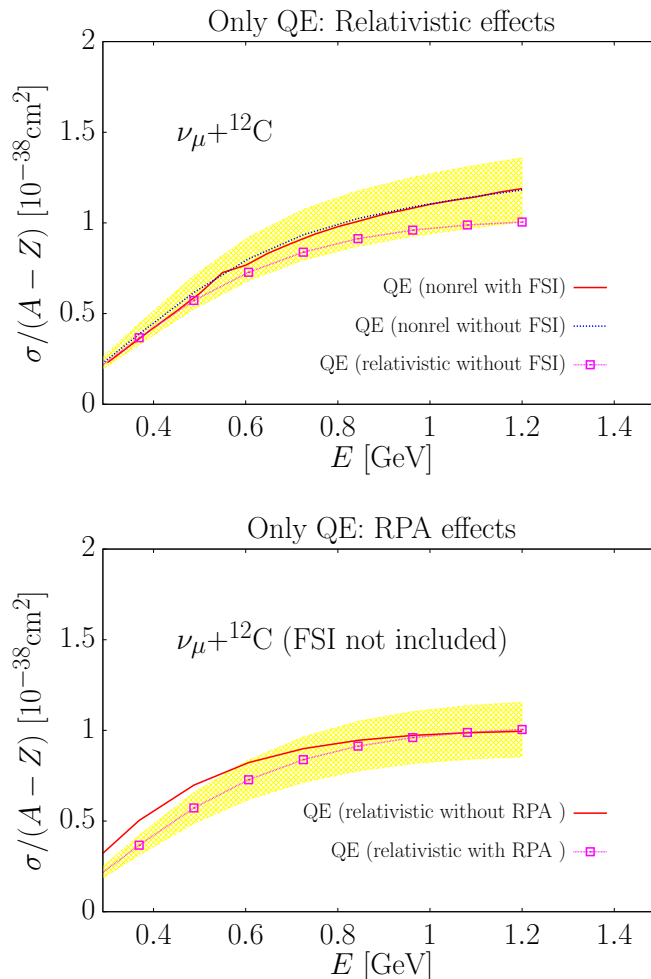 Only QE: Relativistic effects
2
1.5
1
0.5
0
σ/(A − Z) [10⁻³⁸cm²]
ν_μ+¹²C
QE (nonrel with FSI)
QE (nonrel without FSI)
QE (relativistic without FSI)
0.4 0.6 0.8 1 1.2 1.4
E [GeV]
Only QE: RPA effects
2
1.5
1
0.5
0
σ/(A − Z) [10⁻³⁸cm²]
ν_μ+¹²C (FSI not included)
QE (relativistic without RPA )
QE (relativistic with RPA )
0.4 0.6 0.8 1 1.2 1.4
E [GeV]